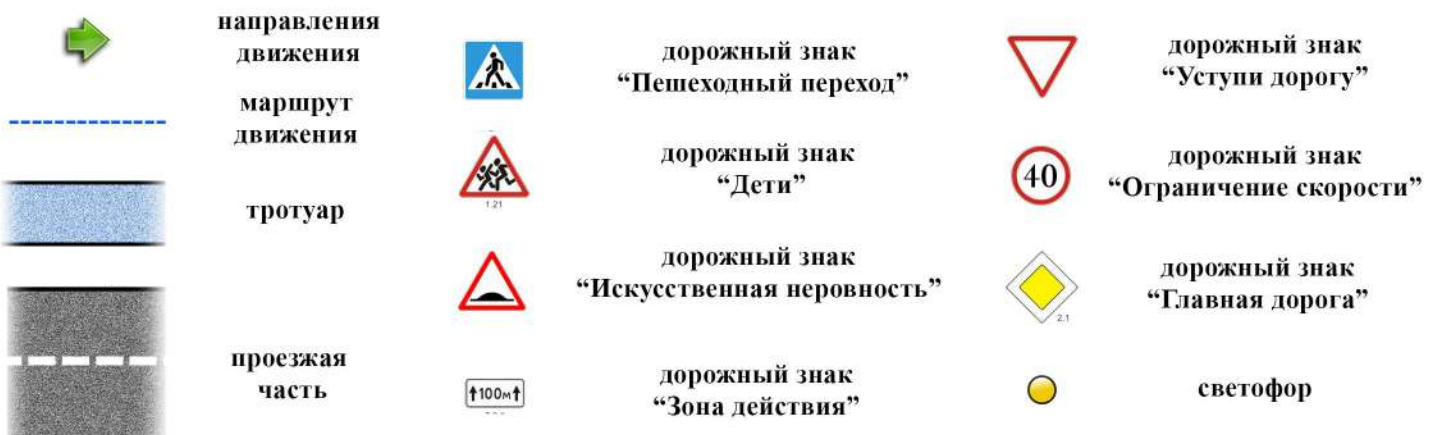 направления
движения
маршрут
движения
тротуар
проезжая
часть
дорожный знак
“Пешеходный переход”
1.21
дорожный знак
“Дети”
дорожный знак
“Искусственная неровность”
100м
дорожный знак
“Зона действия”
дорожный знак
“Уступи дорогу”
40
дорожный знак
“Ограничение скорости”
2.1
дорожный знак
“Главная дорога”
светофор